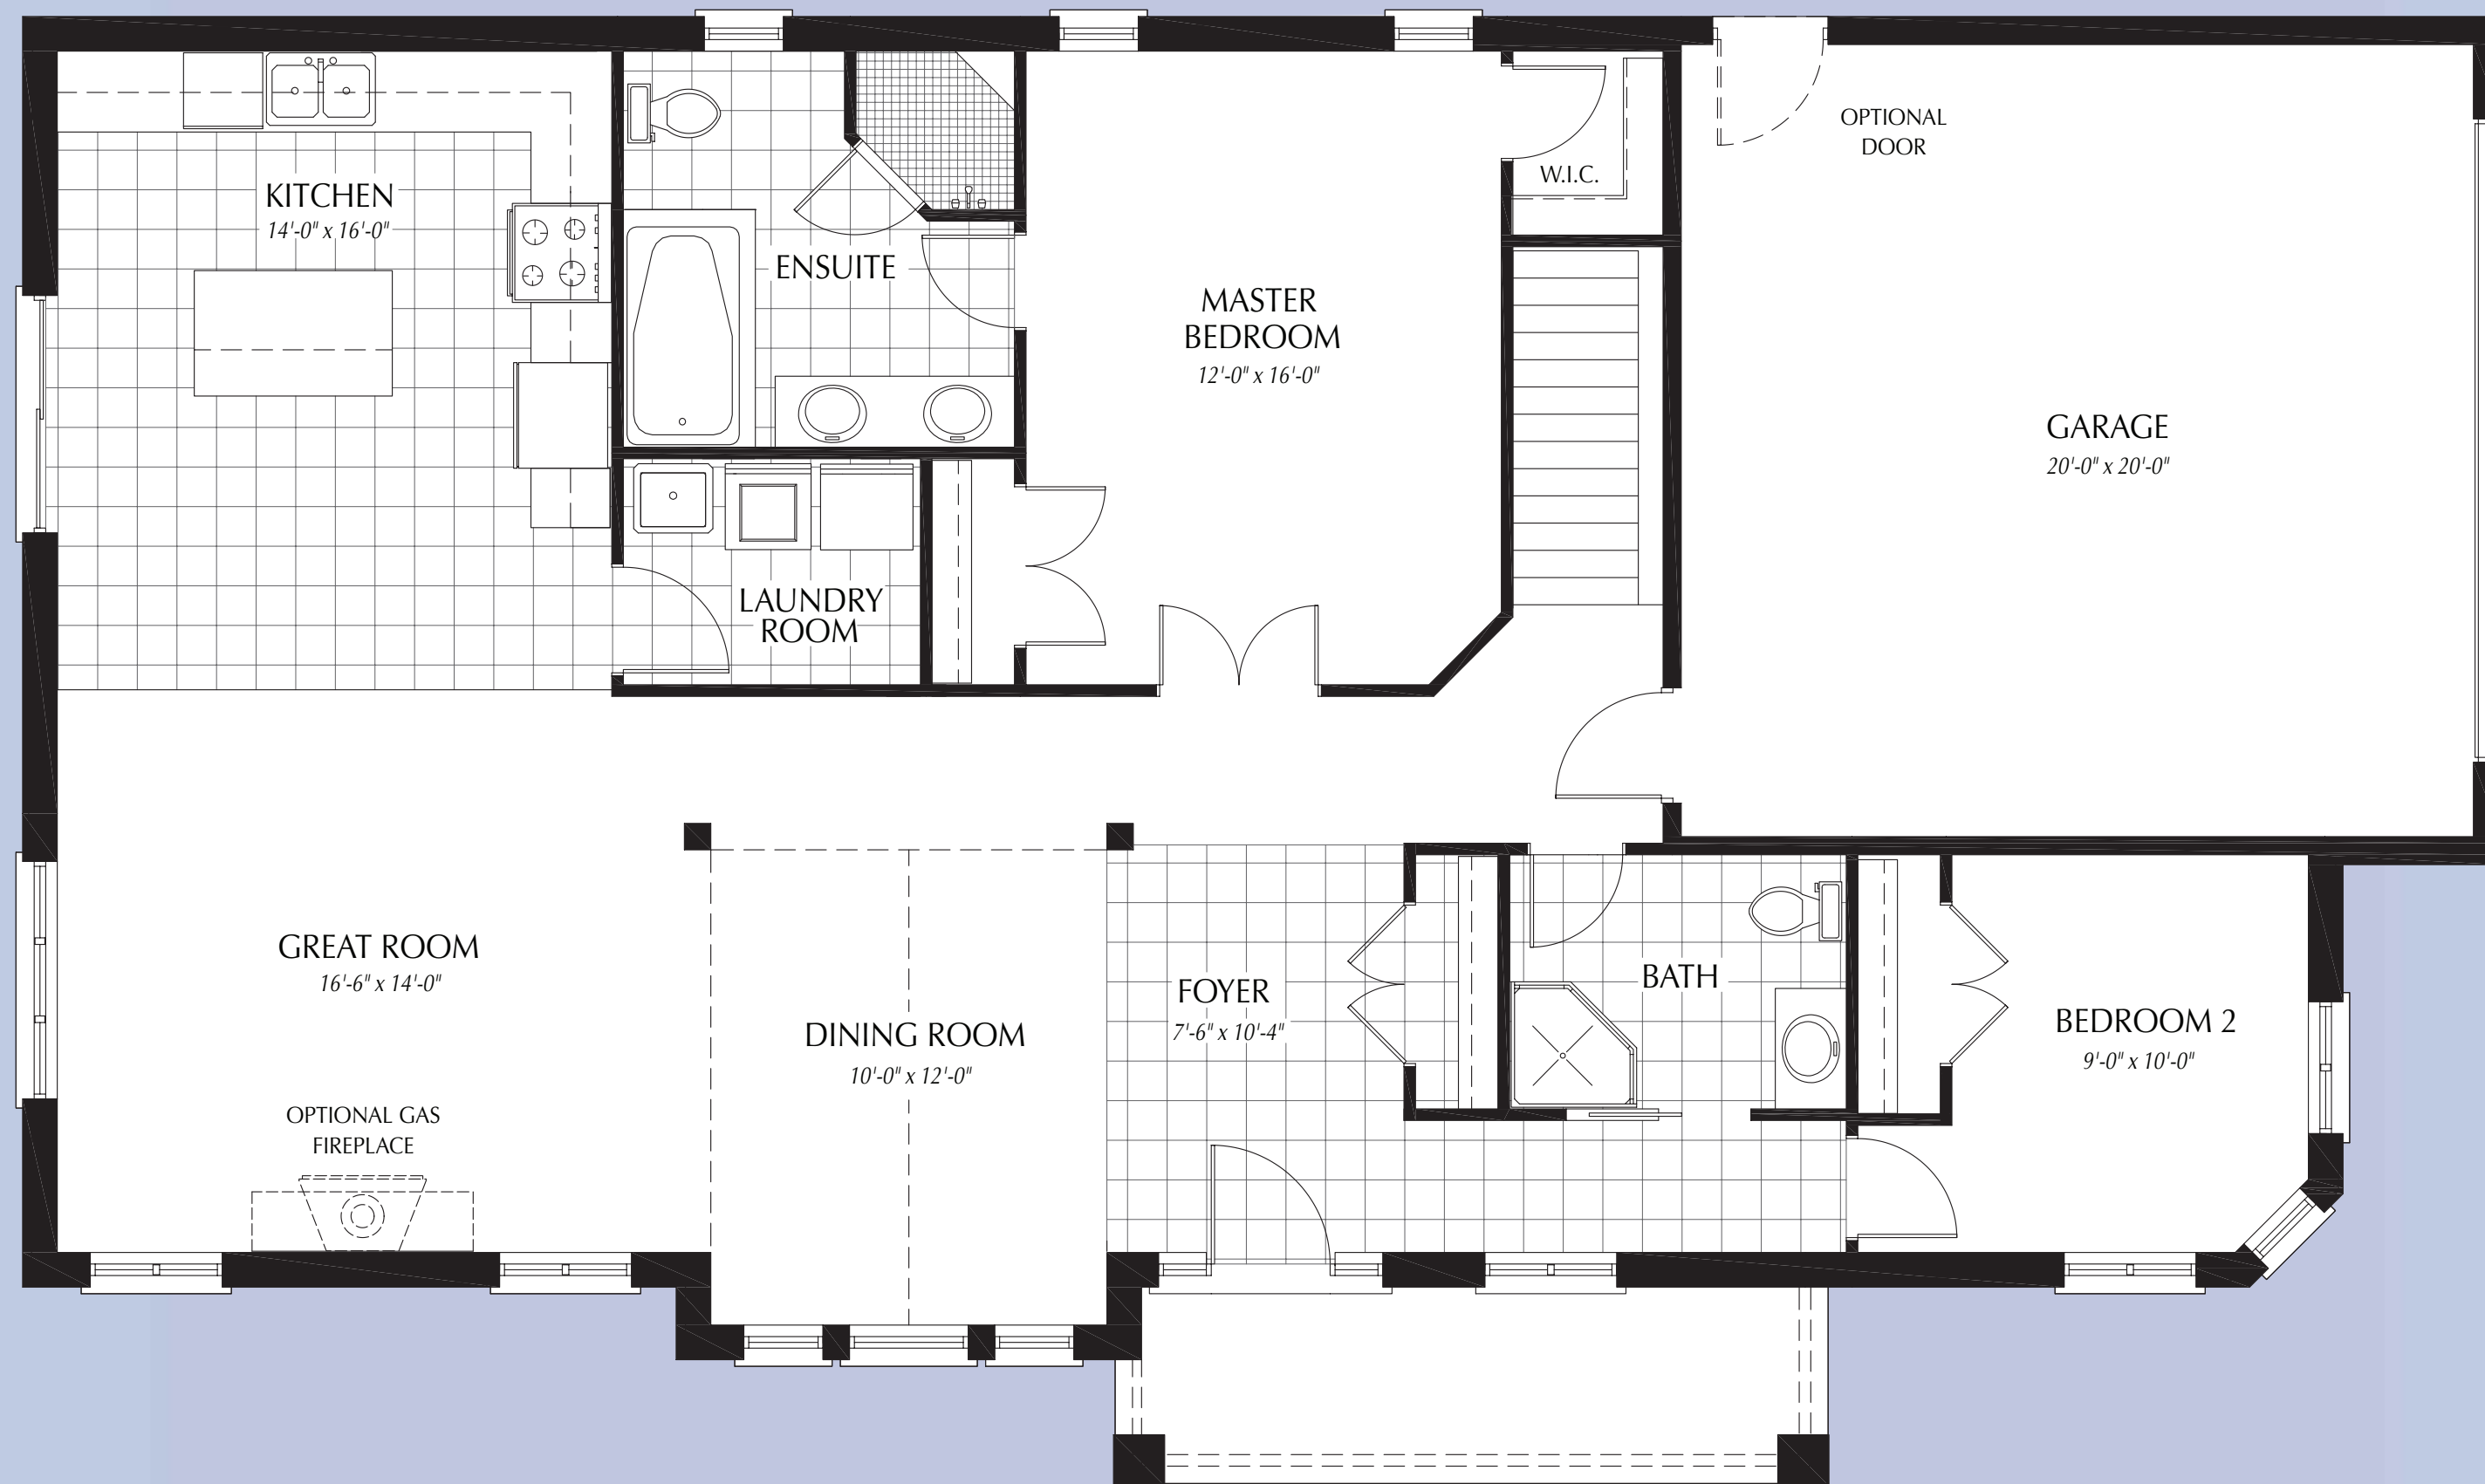 KITCHEN
14'-0" x 16'-0"
ENSUITE
MASTER
BEDROOM
12'-0" x 16'-0"
W.I.C.
OPTIONAL
DOOR
GARAGE
20'-0" x 20'-0"
LAUNDRY
ROOM
GREAT ROOM
16'-6" x 14'-0"
OPTIONAL GAS
FIREPLACE
DINING ROOM
10'-0" x 12'-0"
FOYER
7'-6" x 10'-4"
BATH
BEDROOM 2
9'-0" x 10'-0"